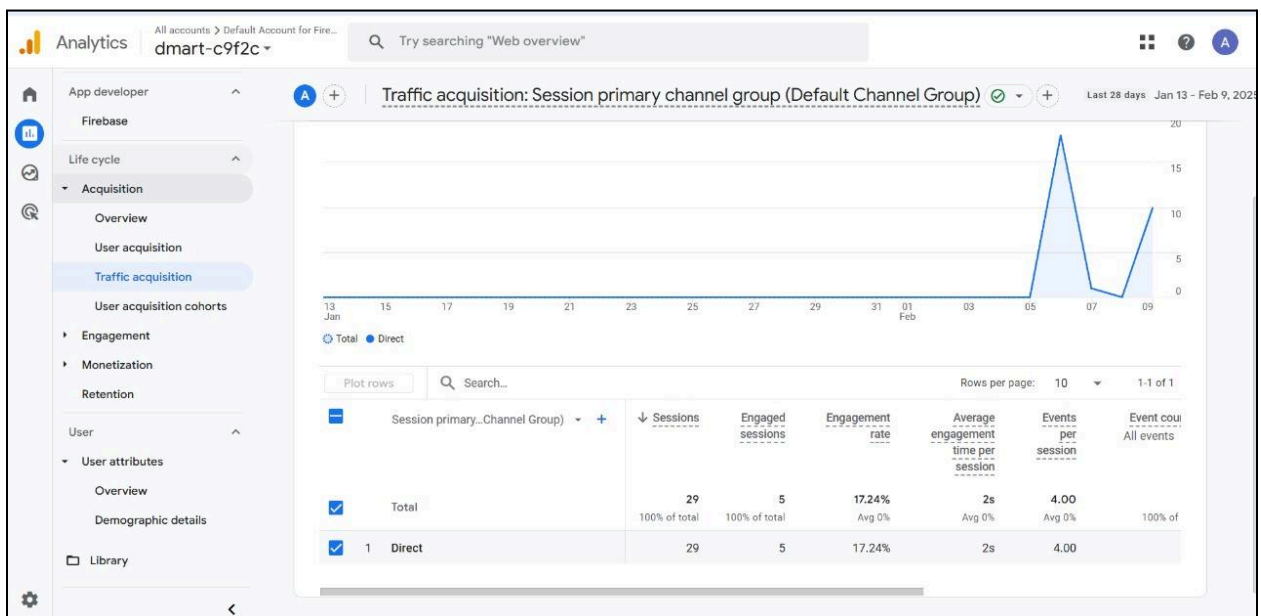 Analytics
All accounts > Default Account for Fire...
dmart-c9f2c
Try searching "Web overview"
A
App developer
Firebase
Life cycle
Acquisition
Overview
User acquisition
Traffic acquisition
User acquisition cohorts
Engagement
Monetization
Retention
User
User attributes
Overview
Demographic details
Library
A
Traffic acquisition: Session primary channel group (Default Channel Group)
Last 28 days Jan 13 - Feb 9, 2025
20
15
10
5
0
13 15 17 19 21 23 25 27 29 31 01 03 05 07 09
Jan Feb
Total Direct
Plot rows Search... Rows per page: 10 1-1 of 1
Session primary...Channel Group) + ↓ Sessions Engaged Engagement Average Events Event cou
sessions rate engagement per All events
time per session
session
Total 29 5 17.24% 2s 4.00
100% of total 100% of total Avg 0% Avg 0% Avg 0% 100% of
1 Direct 29 5 17.24% 2s 4.00